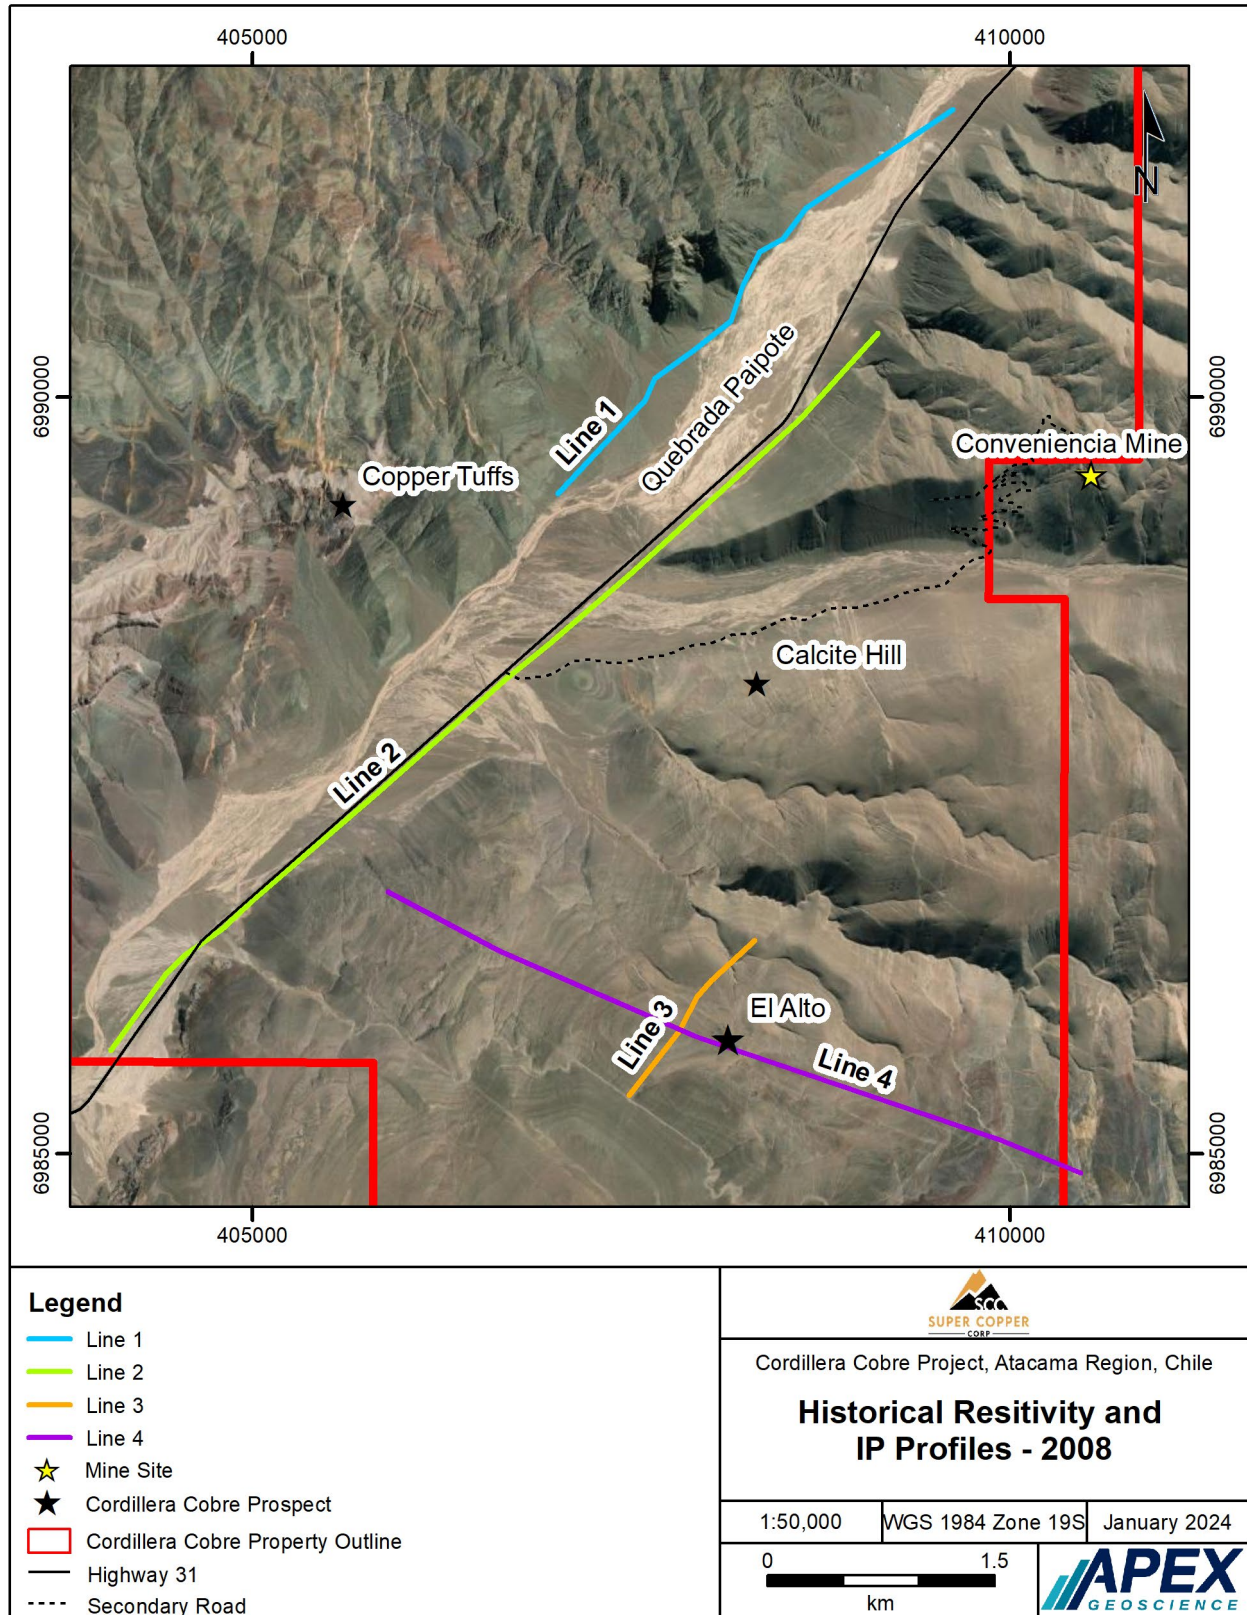 405000
410000
6990000
6990000
Line 1
Quebrada Paipote
Conveniencia Mine
Copper Tuffs
Calcite Hill
Line 2
El Alto
Line 3
Line 4
6985000
6985000
405000
410000
N
Legend
Line 1
Line 2
Line 3
Line 4
Mine Site
Cordillera Cobre Prospect
Cordillera Cobre Property Outline
Highway 31
Secondary Road
SCC
SUPER COPPER
CORP
Cordillera Cobre Project, Atacama Region, Chile
Historical Resitivity and
IP Profiles - 2008
1:50,000
WGS 1984 Zone 19S
January 2024
0
1.5
km
APEX
GEOSCIENCE